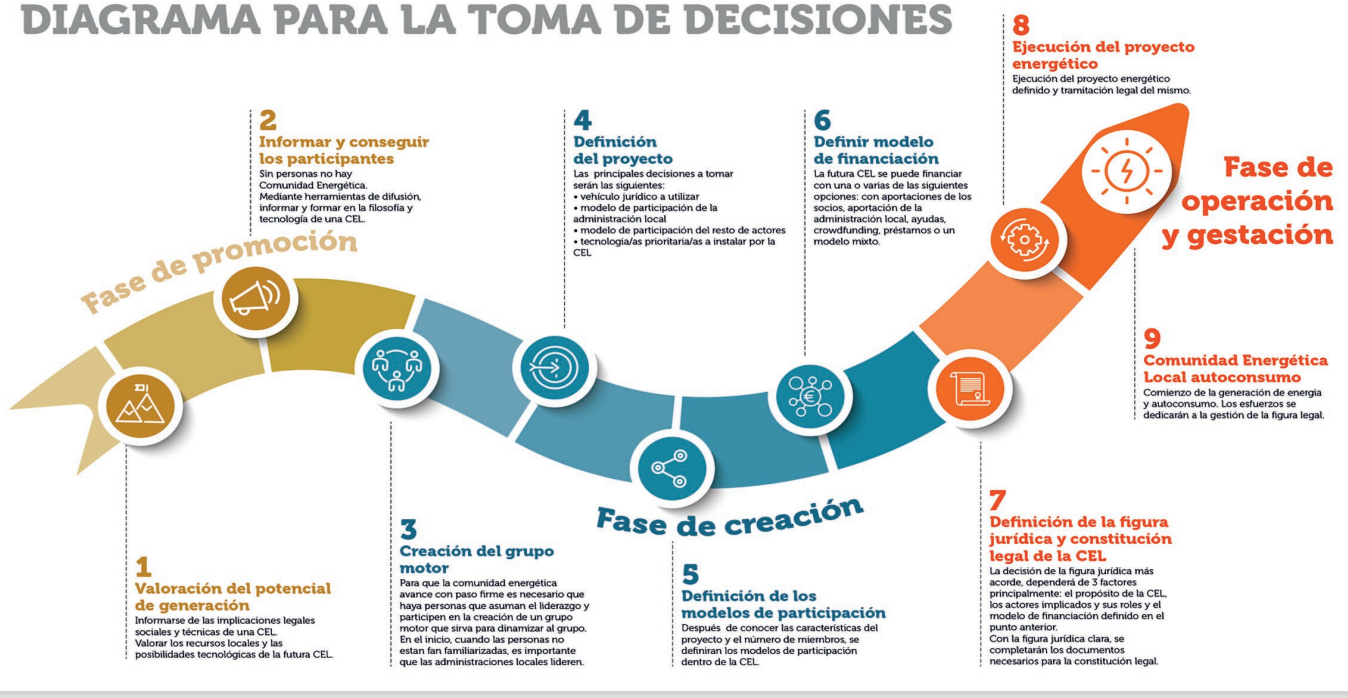 DIAGRAMA PARA LA TOMA DE DECISIONES
Fase de promoción
1
Valoración del potencial
de generación
Informarse de las implicaciones legales
sociales y técnicas de una CEL.
Valorar los recursos locales y las
posibilidades tecnológicas de la futura CEL.
2
Informar y conseguir
los participantes
Sin personas no hay
Comunidad Energética.
Mediante herramientas de difusión,
informar y formar en la filosofía y
tecnología de una CEL.
Fase de creación
3
Creación del grupo
motor
Para que la comunidad energética
avance con paso firme es necesario que
haya personas que asuman el liderazgo y
participen en la creación de un grupo
motor que sirva para dinamizar al grupo.
En el inicio, cuando las personas no
estan fan familiarizadas, es importante
que las administraciones locales lideren.
4
Definición
del proyecto
Las principales decisiones a tomar
serán las siguientes:
• vehículo jurídico a utilizar
• modelo de participación de la
administración local
• modelo de participación del resto de actores
• tecnologia/as prioritaria/as a instalar por la
CEL
5
Definición de los
modelos de participación
Después de conocer las características del
proyecto y el número de miembros, se
definiran los modelos de participación
dentro de la CEL.
6
Definir modelo
de financiación
La futura CEL se puede financiar
con una o varias de las siguientes
opciones: con aportaciones de los
socios, aportación de la
administración local, ayudas,
crowdfunding, préstamos o un
modelo mixto.
€
Fase de
operación
y gestación
7
Definición de la figura
jurídica y constitución
legal de la CEL
La decisión de la figura jurídica más
acorde, dependerá de 3 factores
principalmente: el propósito de la CEL,
los actores implicados y sus roles y el
modelo de financiación definido en el
punto anterior.
Con la figura jurídica clara, se
completarán los documentos
necesarios para la constitución legal.
8
Ejecución del proyecto
energético
Ejecución del proyecto energético
definido y tramitación legal del mismo.
9
Comunidad Energética
Local autoconsumo
Comienzo de la generación de energía
y autoconsumo. Los esfuerzos se
dedicarán a la gestión de la figura legal.